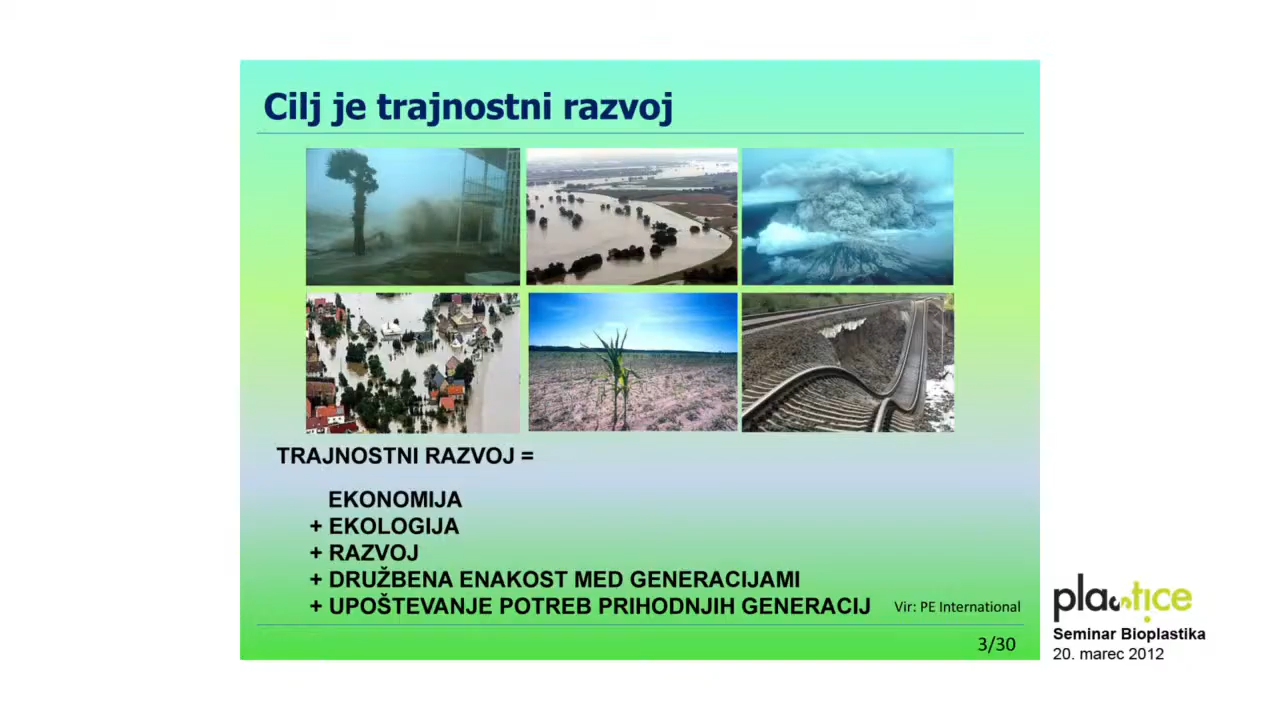 Cilj je trajnostni razvoj
TRAJNOSTNI RAZVOJ =
EKONOMIJA
+ EKOLOGIJA
+ RAZVOJ
+ DRUŽBENA ENAKOST MED GENERACIJAMI
+ UPOŠTEVANJE POTREB PRIHODNJIH GENERACIJ
Vir: PE International
3/30
plastice
Seminar Bioplastika
20. marec 2012